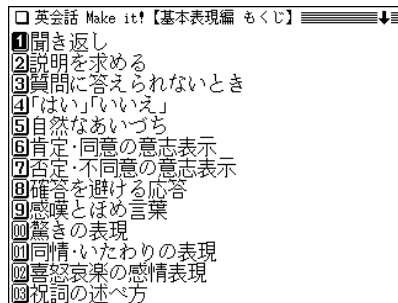 □ 英会話 Make it!【基本表現編 もくじ】
1聞き返し
2説明を求める
3質問に答えられないとき
4「はい」「いいえ」
5自然なあいづち
6肯定・同意の意志表示
7否定・不同意の意志表示
8確答を避ける応答
9感嘆とほめ言葉
00驚きの表現
01同情・いたわりの表現
02喜怒哀楽の感情表現
03祝詞の述べ方